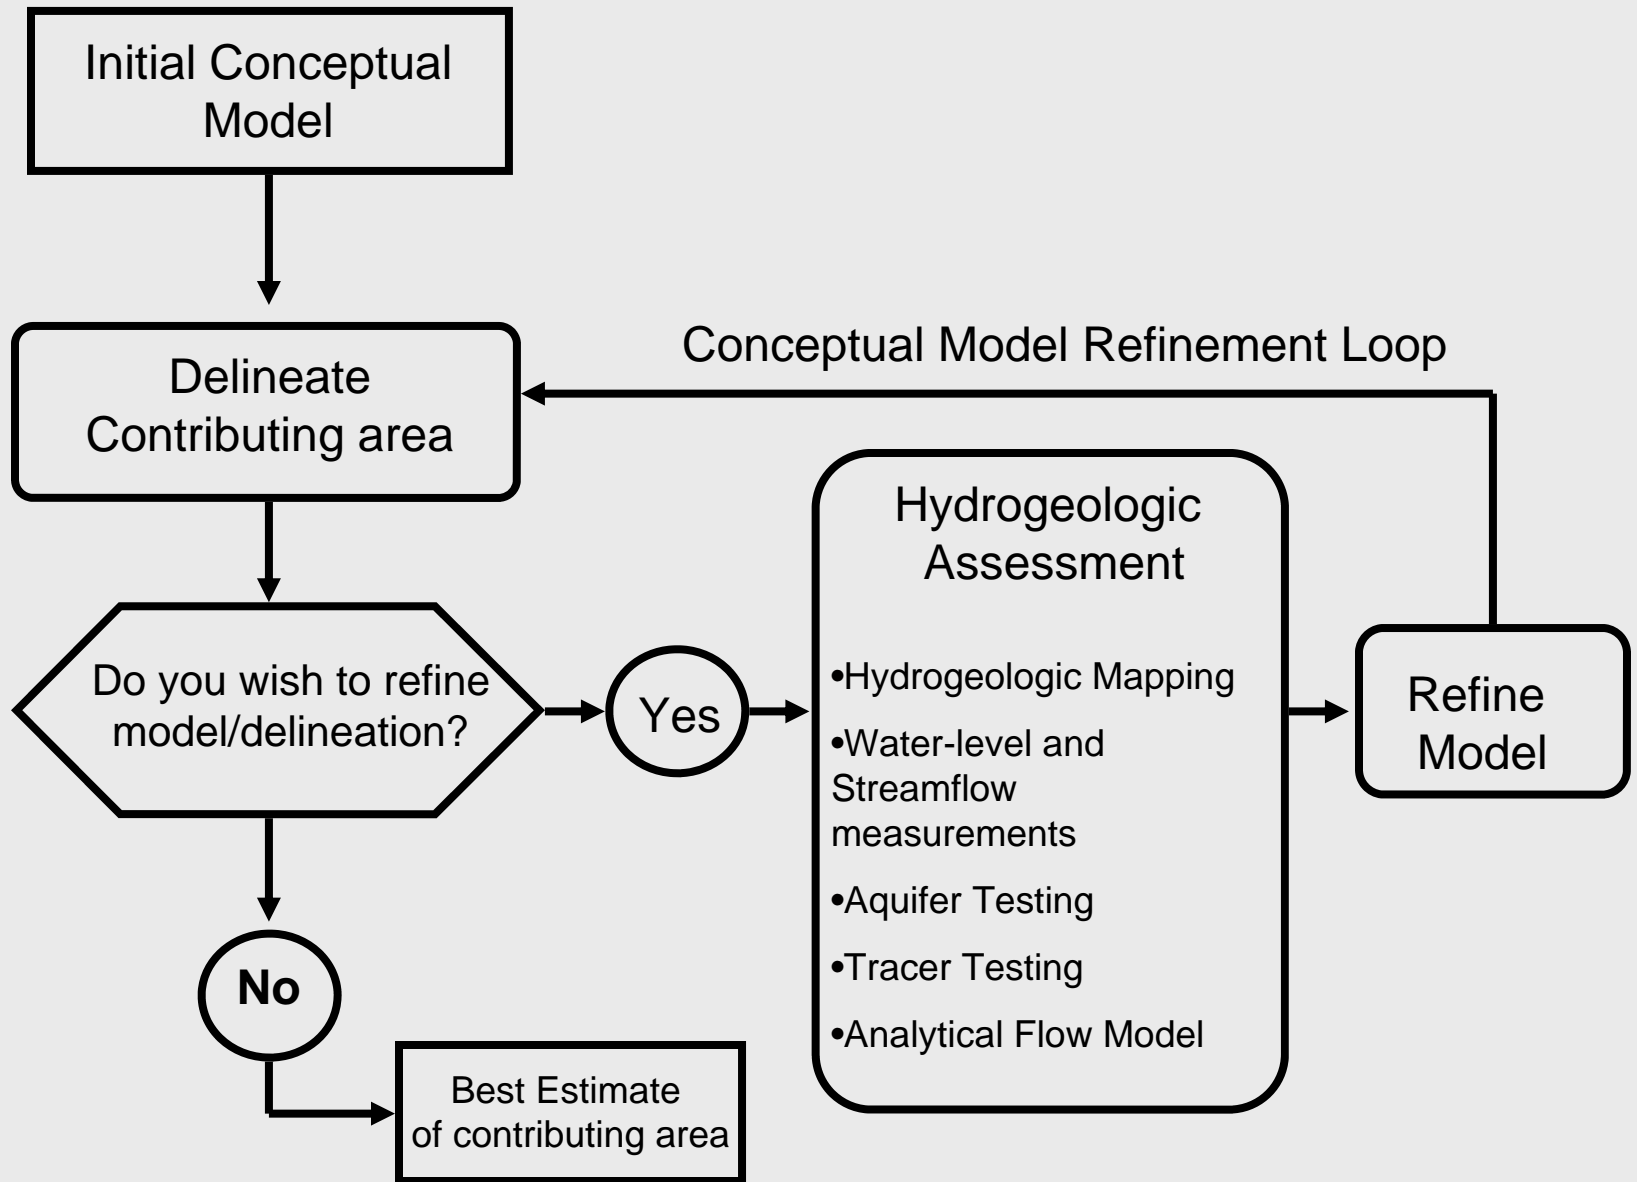 Initial Conceptual
Model
Delineate
Contributing area
Conceptual Model Refinement Loop
Do you wish to refine
model/delineation?
Yes
Hydrogeologic
Assessment
•Hydrogeologic Mapping
•Water-level and
Streamflow
measurements
•Aquifer Testing
•Tracer Testing
•Analytical Flow Model
Refine
Model
No
Best Estimate
of contributing area